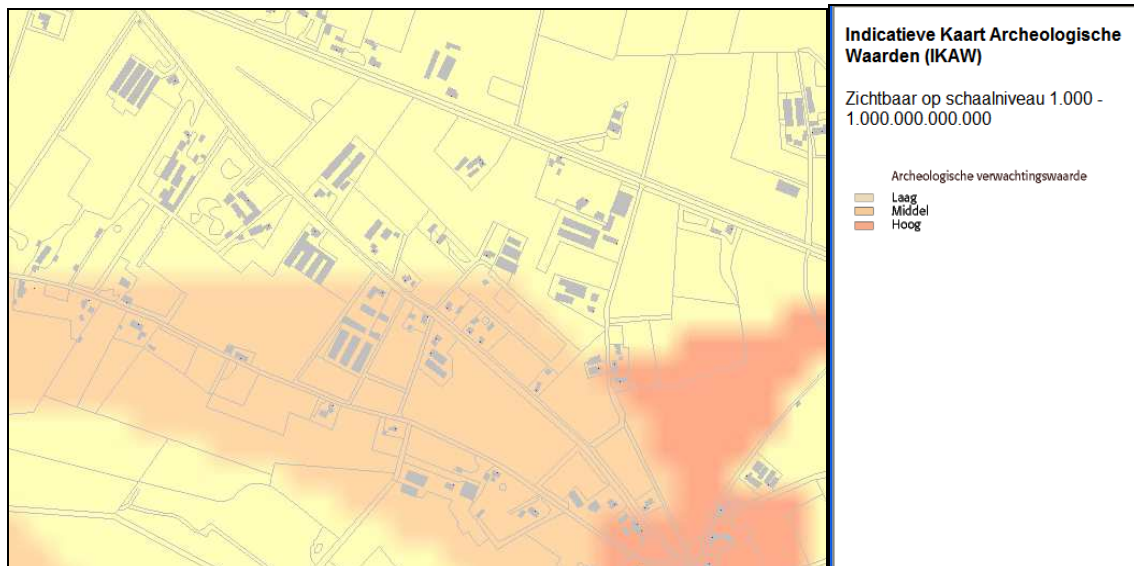 Indicatieve Kaart Archeologische
Waarden (IKAW)
Zichtbaar op schaalniveau 1.000 -
1.000.000.000.000
Archeologische verwachtingswaarde
Laag
Middel
Hoog